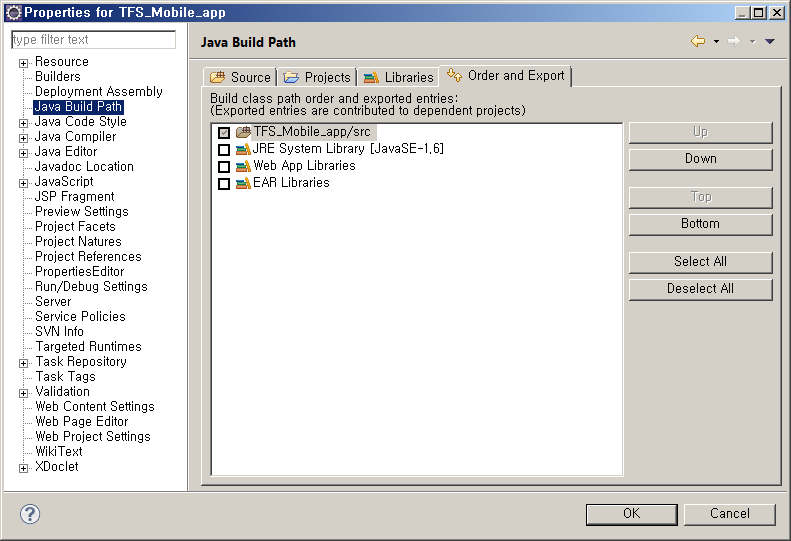 Properties for TFS_Mobile_app
type filter text
Resource
Builders
Deployment Assembly
Java Build Path
Java Code Style
Java Compiler
Java Editor
Javadoc Location
JavaScript
JSP Fragment
Preview Settings
Project Facets
Project Natures
Project References
PropertiesEditor
Run/Debug Settings
Server
Service Policies
SVN Info
Targeted Runtimes
Task Repository
Task Tags
Validation
Web Content Settings
Web Page Editor
Web Project Settings
WikiText
XDoclet
Java Build Path
Source Projects Libraries Order and Export
Build class path order and exported entries:
(Exported entries are contributed to dependent projects)
TFS_Mobile_app/src
JRE System Library [JavaSE-1.6]
Web App Libraries
EAR Libraries
Up
Down
Top
Bottom
Select All
Deselect All
?
OK Cancel